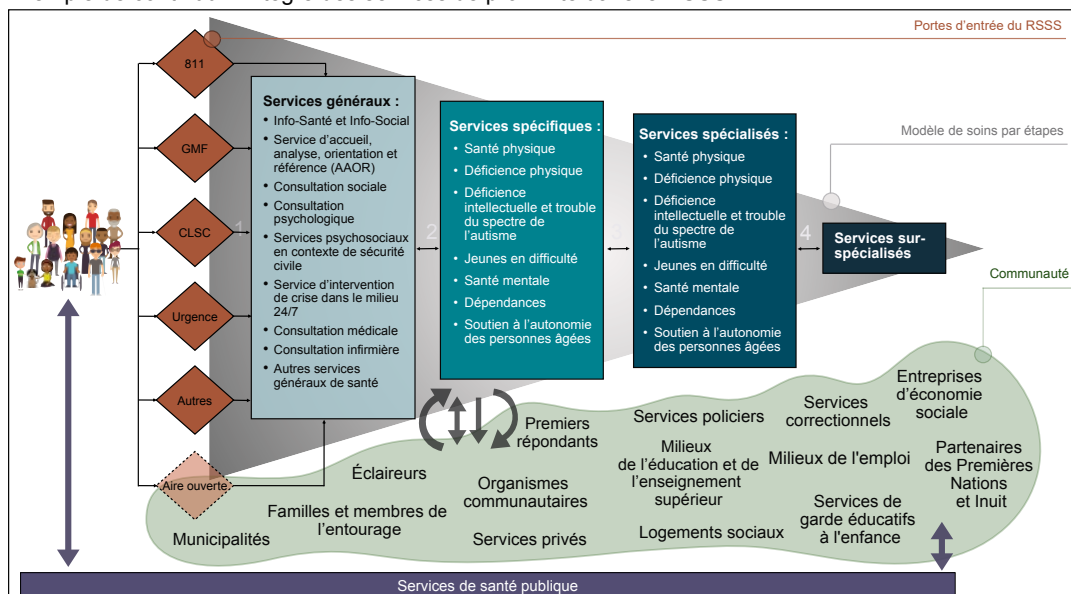 Portes d'entrée du RSSS
811
GMF
CLSC
Urgence
Autres
Aire ouverte
1
Services généraux :
• Info-Santé et Info-Social
• Service d'accueil,
analyse, orientation et
référence (AAOR)
• Consultation sociale
• Consultation
psychologique
• Services psychosociaux
en contexte de sécurité
civile
• Service d'intervention
de crise dans le milieu
24/7
• Consultation médicale
• Consultation infirmière
• Autres services
généraux de santé
2
Services spécifiques :
• Santé physique
• Déficience physique
• Déficience
intellectuelle et trouble
du spectre de
l'autisme
• Jeunes en difficulté
• Santé mentale
• Dépendances
• Soutien à l'autonomie
des personnes âgées
3
Services spécialisés :
• Santé physique
• Déficience physique
• Déficience
intellectuelle et trouble
du spectre de
l'autisme
• Jeunes en difficulté
• Santé mentale
• Dépendances
• Soutien à l'autonomie
des personnes âgées
4
Services sur-
spécialisés
Modèle de soins par étapes
Communauté
Éclaireurs
Premiers
répondants
Services policiers
Services
correctionnels
Entreprises
d'économie
sociale
Municipalités
Familles et membres de
l'entourage
Organismes
communautaires
Services privés
Milieux
de l'éducation et de
l'enseignement
supérieur
Logements sociaux
Milieux de l'emploi
Services de
garde éducatifs
à l'enfance
Partenaires
des Premières
Nations
et Inuit
Services de santé publique